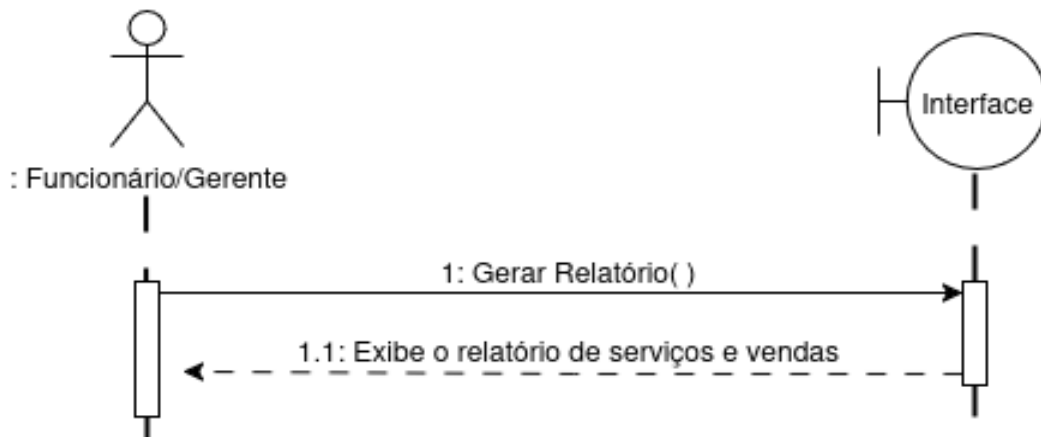 Interface
: Funcionário/Gerente
1: Gerar Relatório( )
1.1: Exibe o relatório de serviços e vendas